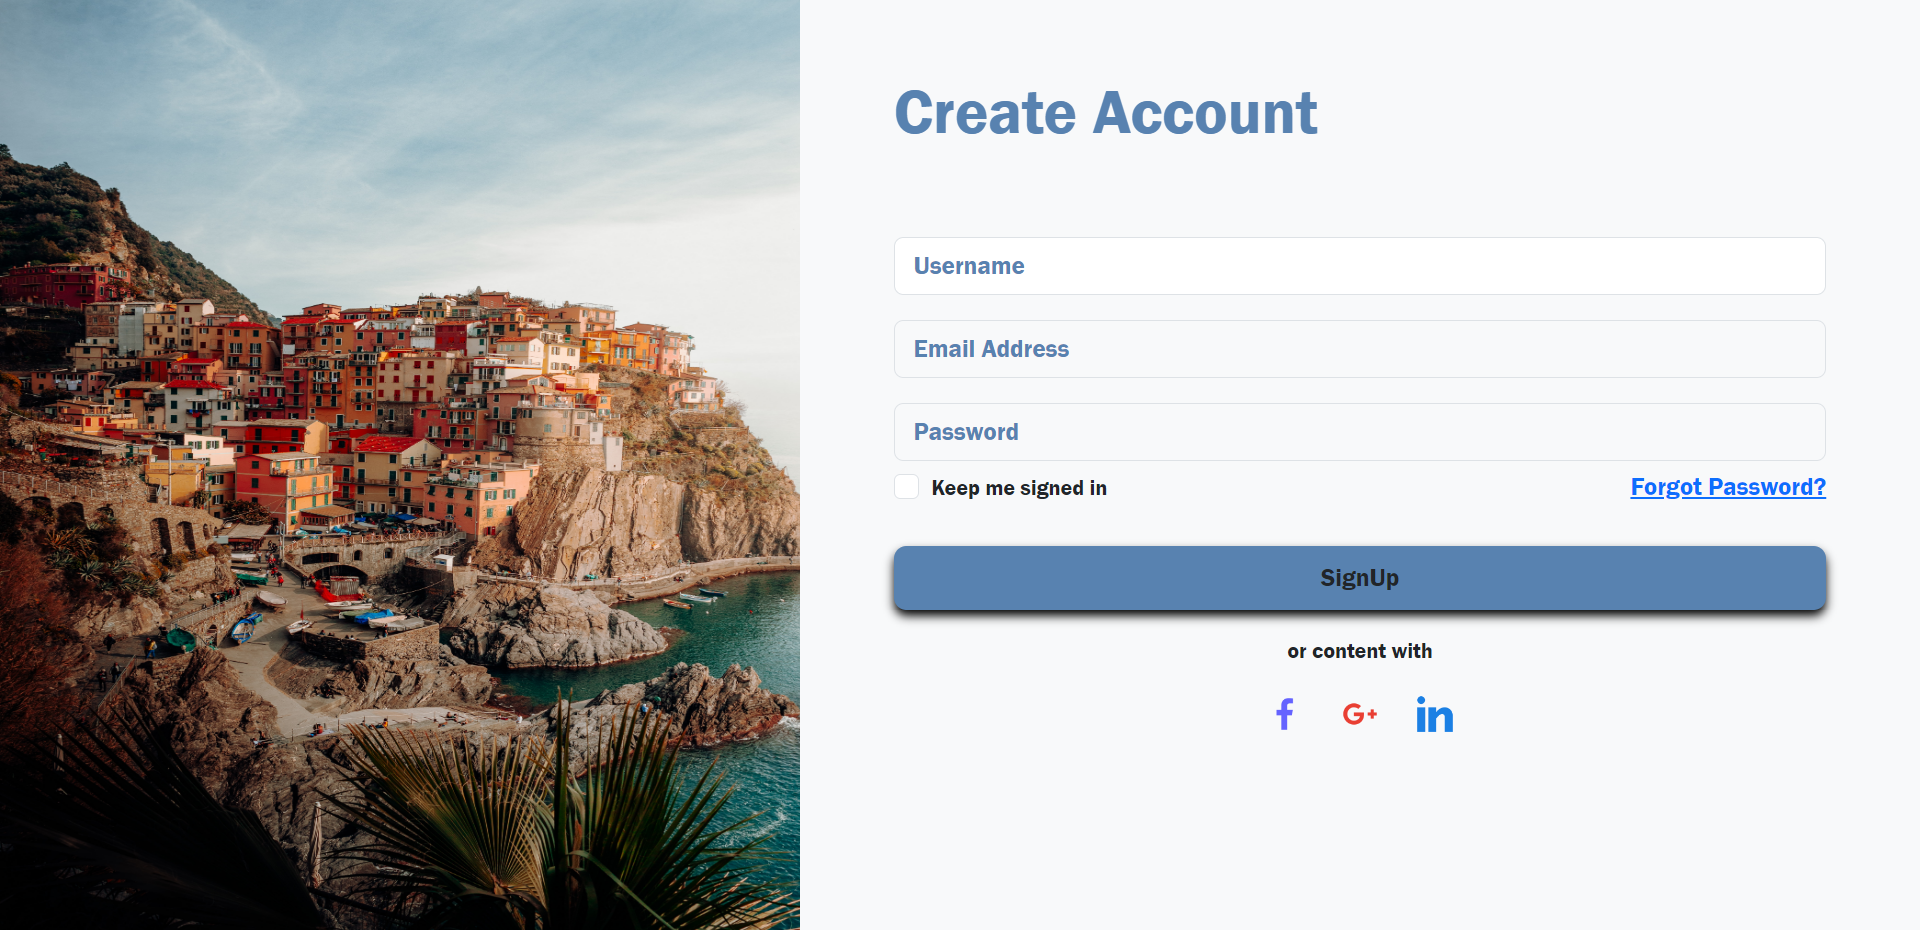 Create Account
Username
Email Address
Password
Keep me signed in
Forgot Password?
SignUp
or content with
f
G+
in